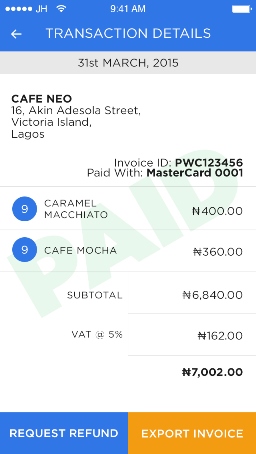 JH 9:41 AM
TRANSACTION DETAILS
31st MARCH, 2015
CAFE NEO
16, Akin Adesola Street,
Victoria Island,
Lagos
Invoice ID: PWC123456
Paid With: MasterCard 0001
PAID
9 CARAMEL MACCHIATO ₦400.00
9 CAFE MOCHA ₦360.00
SUBTOTAL ₦6,840.00
VAT @ 5% ₦162.00
₦7,002.00
REQUEST REFUND EXPORT INVOICE